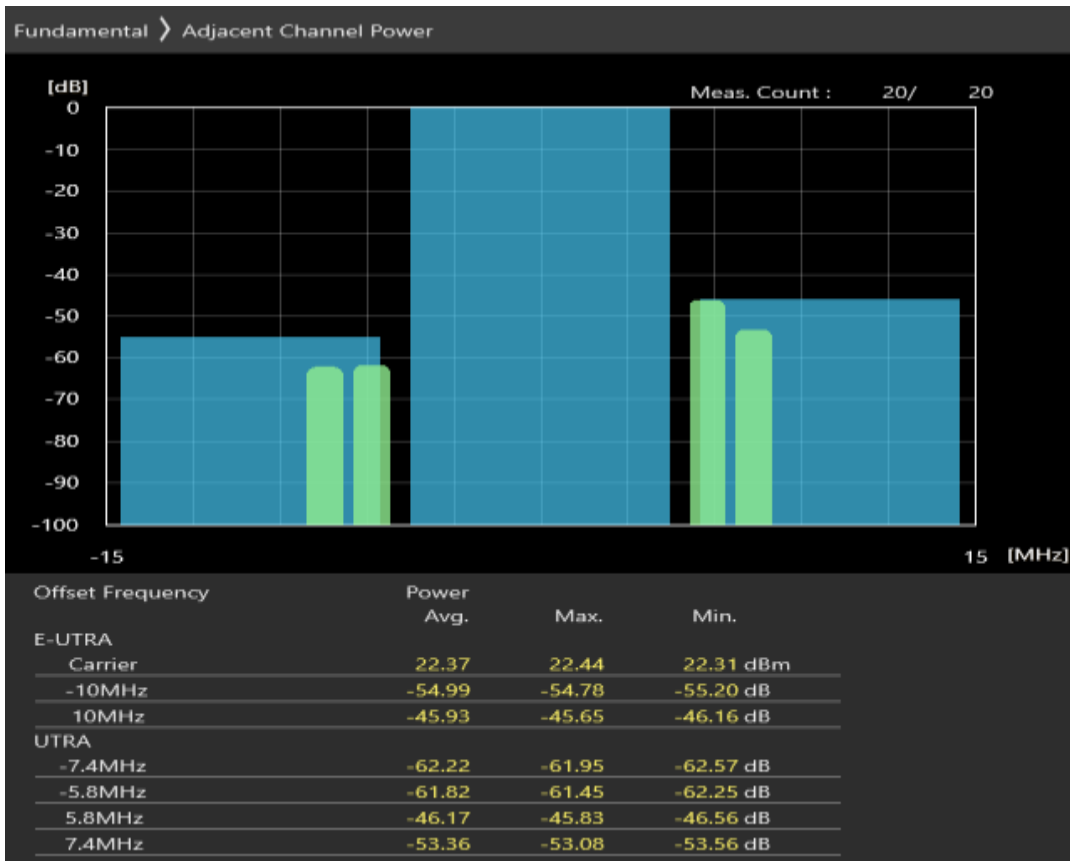 Fundamental 〉 Adjacent Channel Power
[dB]
Meas. Count : 20/ 20
0
-10
-20
-30
-40
-50
-60
-70
-80
-90
-100
-15 15 [MHz]
Offset Frequency Power
Avg. Max. Min.
E-UTRA
Carrier 22.37 22.44 22.31 dBm
-10MHz -54.99 -54.78 -55.20 dB
10MHz -45.93 -45.65 -46.16 dB
UTRA
-7.4MHz -62.22 -61.95 -62.57 dB
-5.8MHz -61.82 -61.45 -62.25 dB
5.8MHz -46.17 -45.83 -46.56 dB
7.4MHz -53.36 -53.08 -53.56 dB